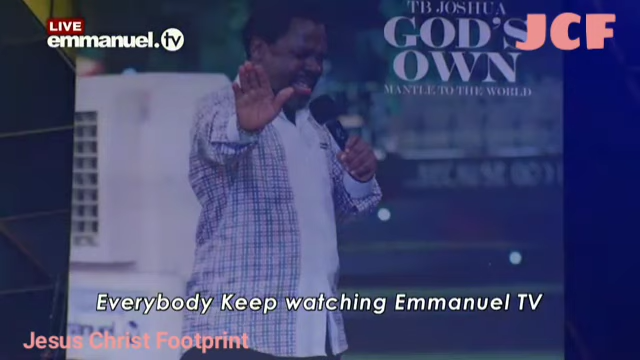 LIVE
emmanuel.tv
TB JOSHUA
GOD'S
OWN
MANTLE TO THE WORLD
JCF
Everybody Keep watching Emmanuel TV
Jesus Christ Footprint